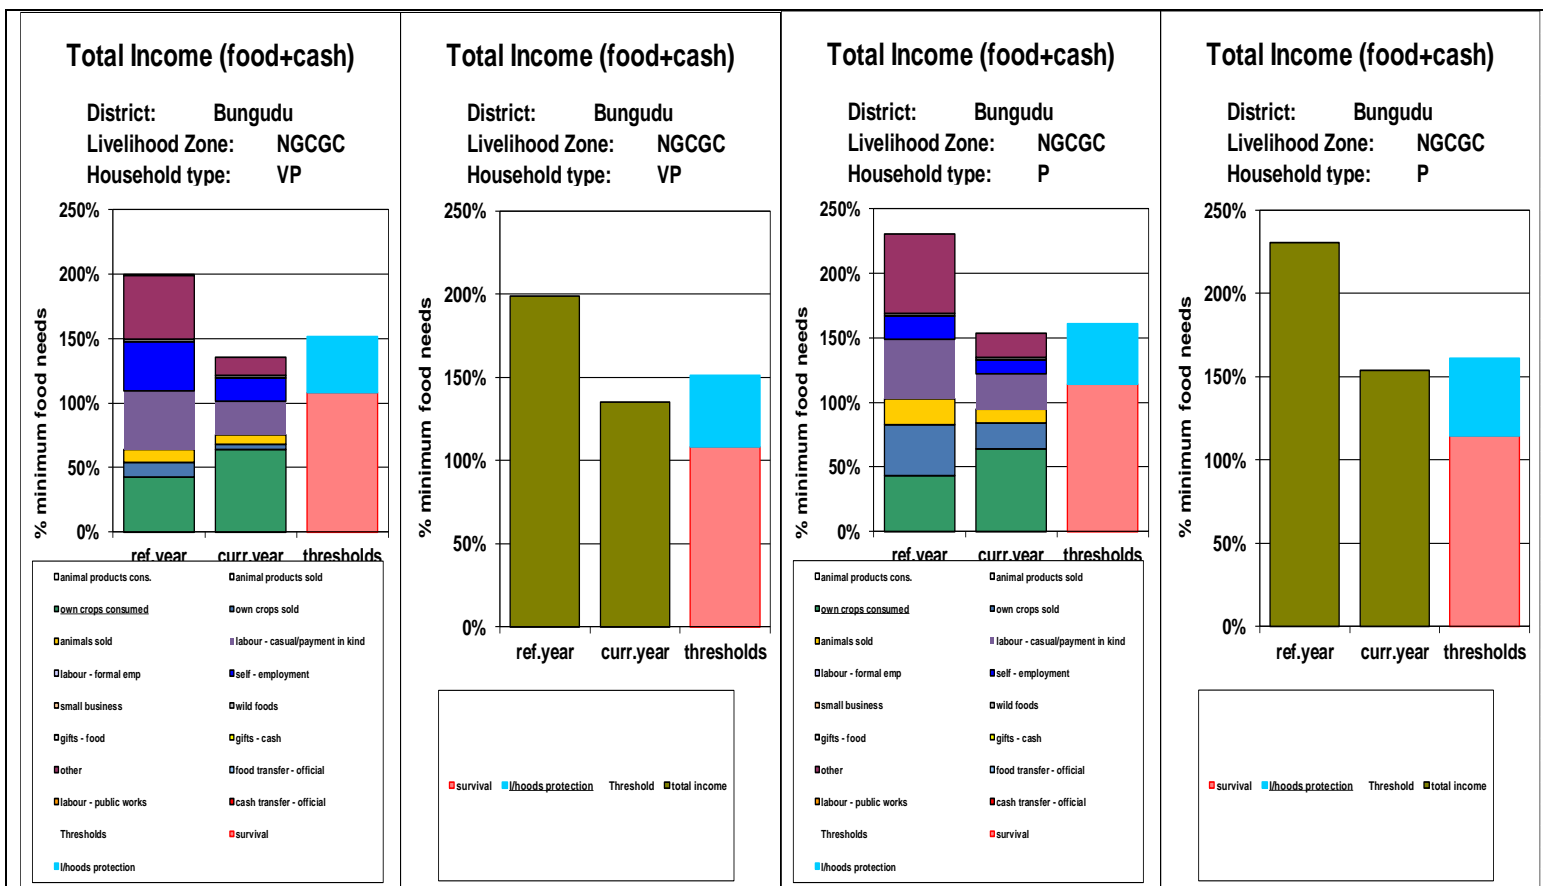 Total Income (food+cash)
District: Bungudu
Livelihood Zone: NGCGC
Household type: VP
% minimum food needs
250%
200%
150%
100%
50%
0%
ref.year curr.year thresholds
animal products cons. animal products sold
own crops consumed own crops sold
animals sold labour - casual/payment in kind
labour - formal emp self - employment
small business wild foods
gifts - food gifts - cash
other food transfer - official
labour - public works cash transfer - official
Thresholds survival
l/hoods protection
Total Income (food+cash)
District: Bungudu
Livelihood Zone: NGCGC
Household type: VP
% minimum food needs
250%
200%
150%
100%
50%
0%
ref.year curr.year thresholds
survival l/hoods protection Threshold total income
Total Income (food+cash)
District: Bungudu
Livelihood Zone: NGCGC
Household type: P
% minimum food needs
250%
200%
150%
100%
50%
0%
ref.year curr.year thresholds
animal products cons. animal products sold
own crops consumed own crops sold
animals sold labour - casual/payment in kind
labour - formal emp self - employment
small business wild foods
gifts - food gifts - cash
other food transfer - official
labour - public works cash transfer - official
Thresholds survival
l/hoods protection
Total Income (food+cash)
District: Bungudu
Livelihood Zone: NGCGC
Household type: P
% minimum food needs
250%
200%
150%
100%
50%
0%
ref.year curr.year thresholds
survival l/hoods protection Threshold total income